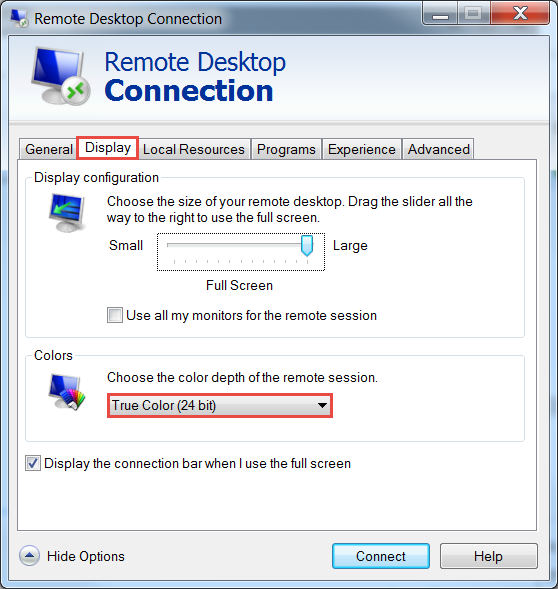 Remote Desktop Connection
Remote Desktop
Connection
General Display Local Resources Programs Experience Advanced
Display configuration
Choose the size of your remote desktop. Drag the slider all the
way to the right to use the full screen.
Small Large
Full Screen
Use all my monitors for the remote session
Colors
Choose the color depth of the remote session.
True Color (24 bit)
Display the connection bar when I use the full screen
Hide Options Connect Help